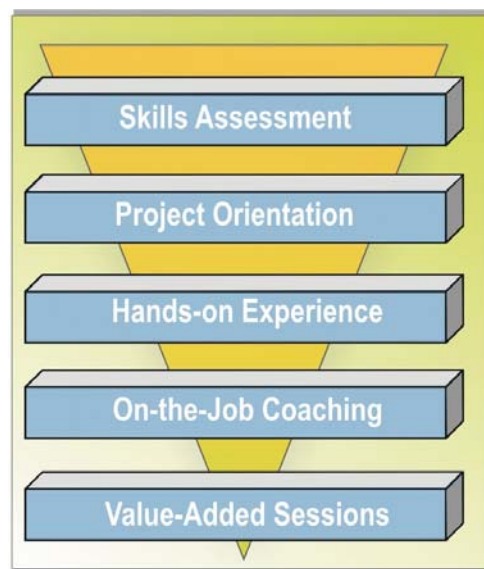 Skills Assessment
Project Orientation
Hands-on Experience
On-the-Job Coaching
Value-Added Sessions